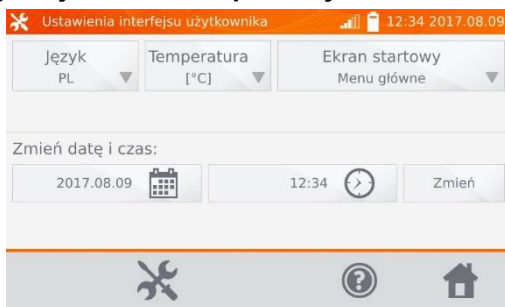 Ustawienia interfejsu użytkownika 12:34 2017.08.09
Język Temperatura Ekran startowy
PL [°C] Menu główne
Zmień datę i czas:
2017.08.09 12:34 Zmień